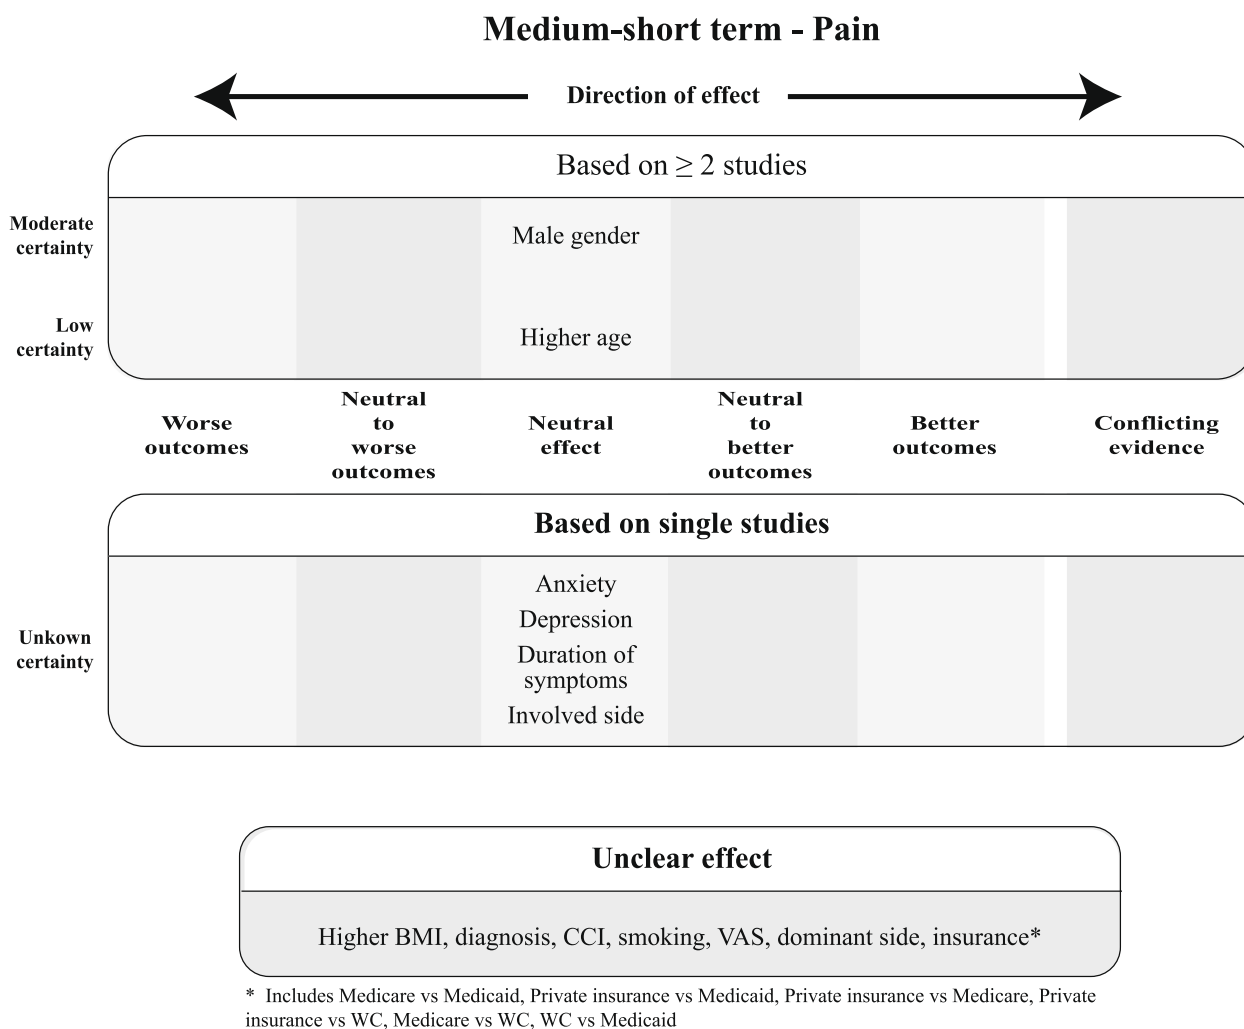 Medium-short term - Pain
Direction of effect
Based on ≥ 2 studies
Moderate
certainty
Male gender
Low
certainty
Higher age
Worse
outcomes
Neutral
to
worse
outcomes
Neutral
effect
Neutral
to
better
outcomes
Better
outcomes
Conflicting
evidence
Based on single studies
Unkown
certainty
Anxiety
Depression
Duration of
symptoms
Involved side
Unclear effect
Higher BMI, diagnosis, CCI, smoking, VAS, dominant side, insurance*
* Includes Medicare vs Medicaid, Private insurance vs Medicaid, Private insurance vs Medicare, Private
insurance vs WC, Medicare vs WC, WC vs Medicaid